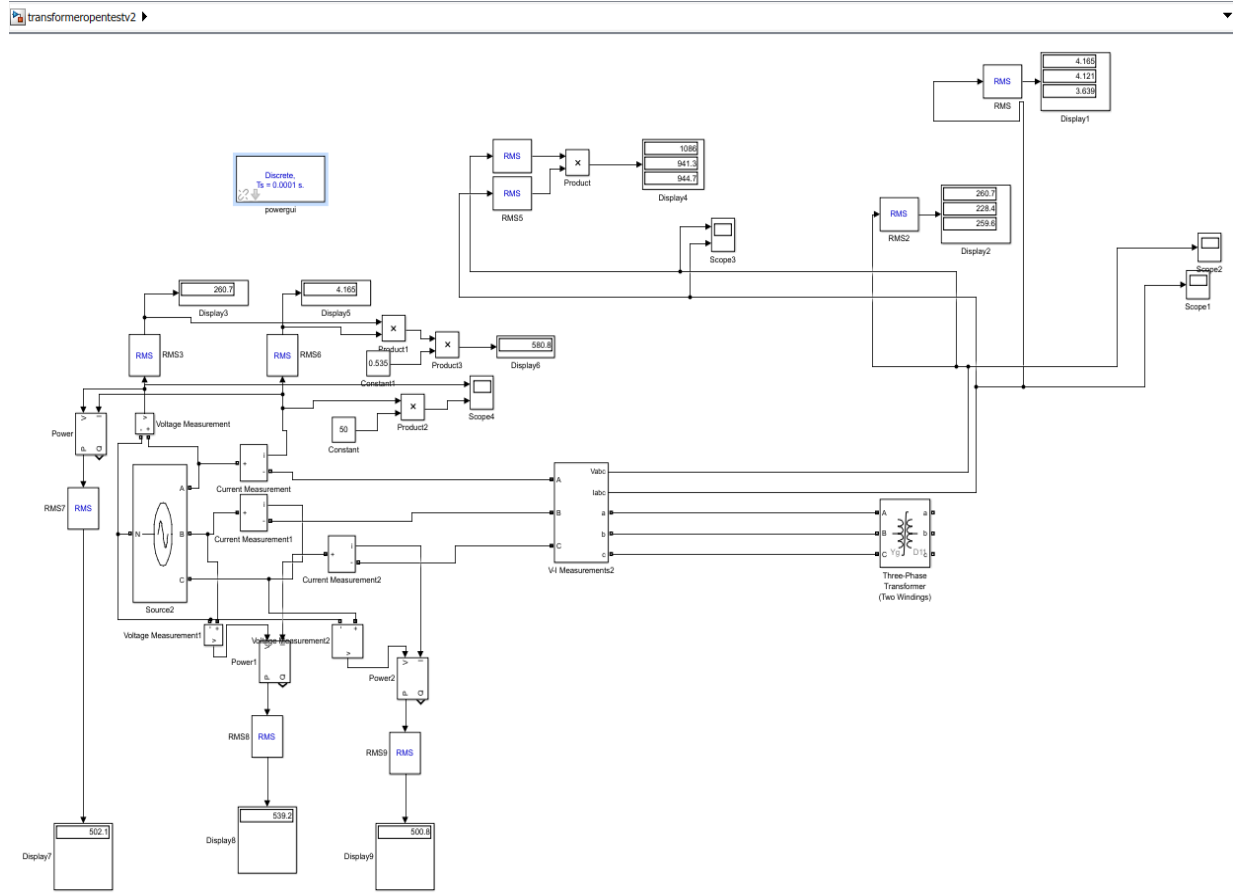 transformeropentestv2
4.165
4.121
3.639
RMS
RMS
Display1
RMS
RMS
RMS5
×
Product
1086
941.3
944.7
Display4
Discrete,
Ts = 0.0001 s.
powergui
RMS
RMS2
260.7
228.4
259.6
Display2
Scope3
Scope2
Scope1
260.7
Display3
4.165
Display5
×
Product1
RMS
RMS3
RMS
RMS6
0.535
Constant1
×
Product3
580.8
Display6
Scope4
V
I
P
Q
Power
v
- +
Voltage Measurement
50
Constant
×
Product2
RMS7
RMS
+
i
-
Current Measurement
+
i
-
Current Measurement1
+
i
-
Current Measurement2
N
A
B
C
Source2
A
B
C
Vabc
Iabc
a
b
c
V-I Measurements2
A
B
C
a
b
c
Yg
D11
Three-Phase
Transformer
(Two Windings)
- +
v
Voltage Measurement1
- +
v
Voltage Measurement2
V
I
P
Q
Power1
V
I
P
Q
Power2
RMS8
RMS
RMS9
RMS
502.1
Display7
539.2
Display8
500.8
Display9